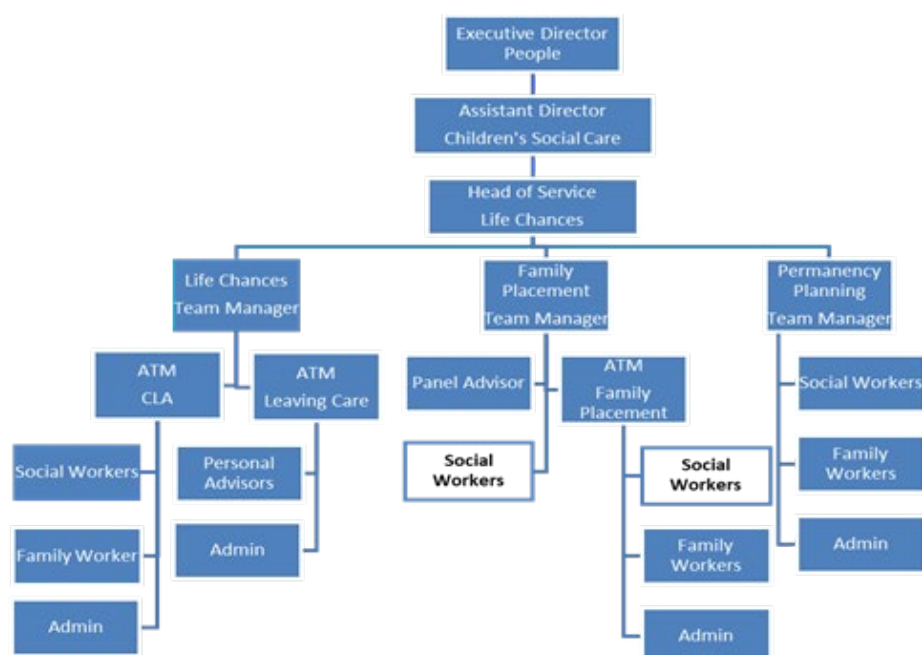 Executive Director
People
Assistant Director
Children's Social Care
Head of Service
Life Chances
Life Chances
Team Manager
Family
Placement
Team Manager
Permanency
Planning
Team Manager
ATM
CLA
ATM
Leaving Care
Panel Advisor
ATM
Family
Placement
Social Workers
Social Workers
Personal
Advisors
Social
Workers
Social
Workers
Family
Workers
Family Worker
Admin
Family
Workers
Admin
Admin
Admin